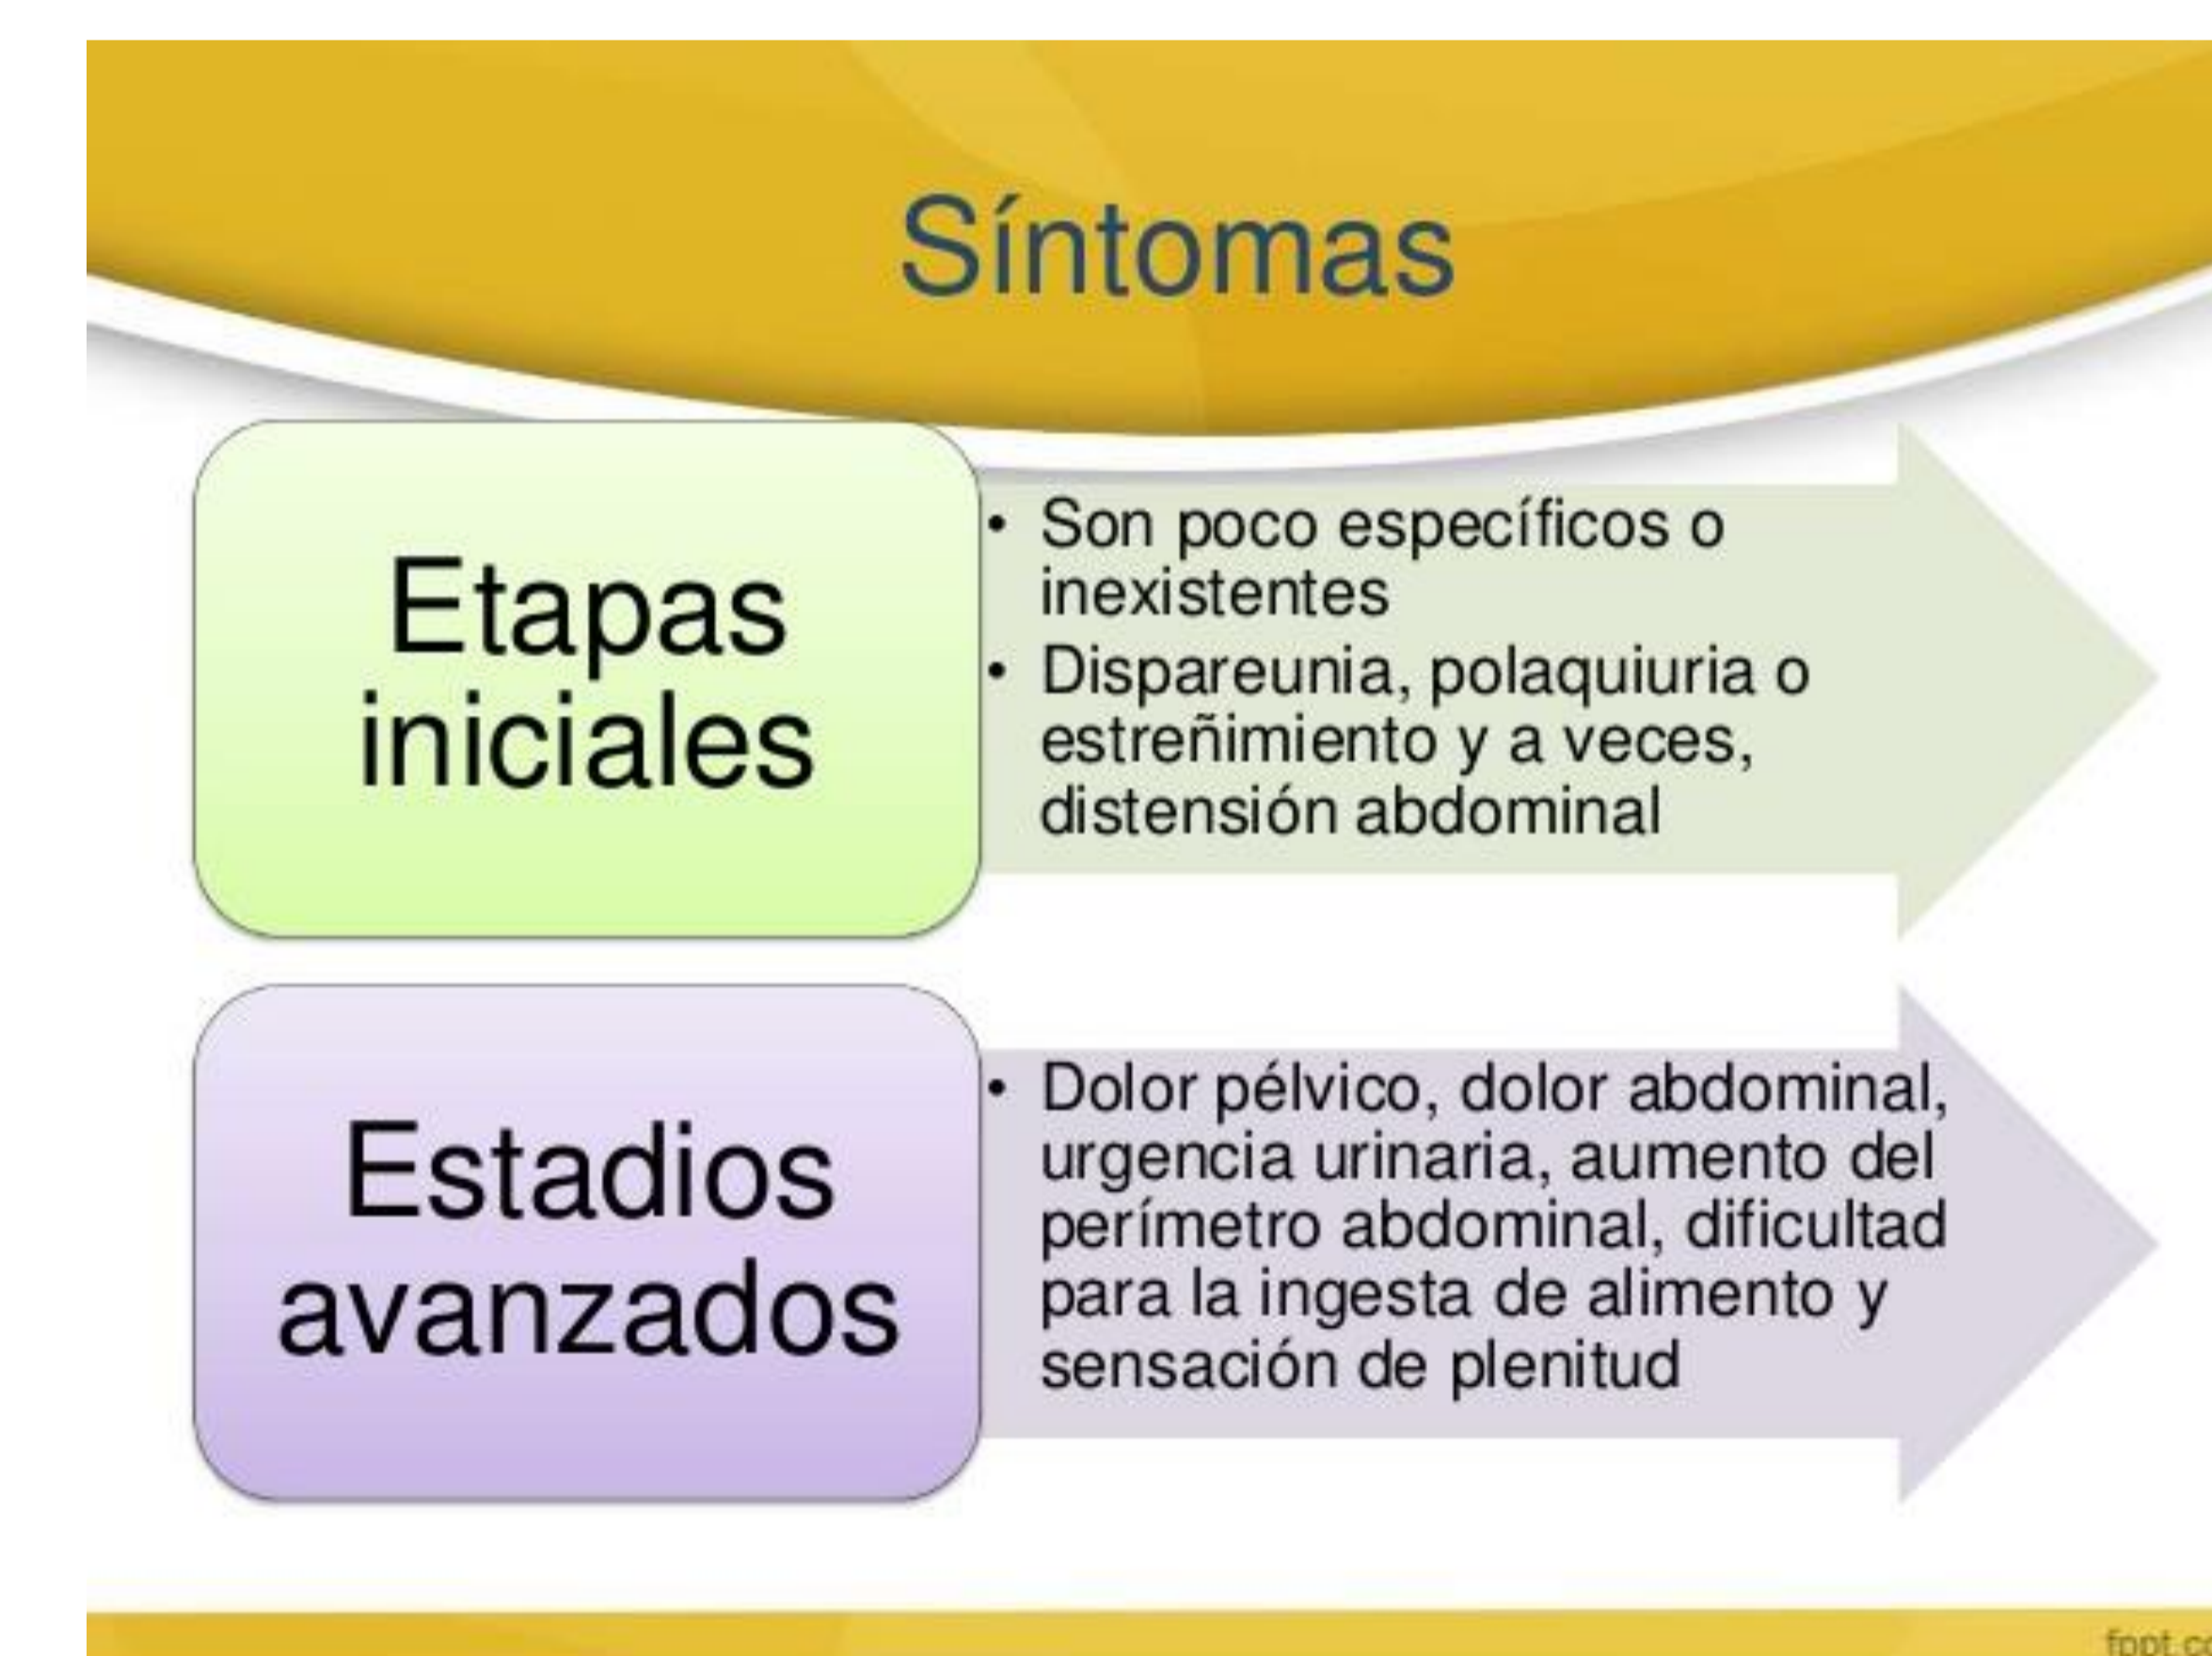 Síntomas
Etapas
iniciales
• Son poco específicos o
inexistentes
• Dispareunia, polaquiuria o
estreñimiento y a veces,
distensión abdominal
Estadios
avanzados
• Dolor pélvico, dolor abdominal,
urgencia urinaria, aumento del
perímetro abdominal, dificultad
para la ingesta de alimento y
sensación de plenitud